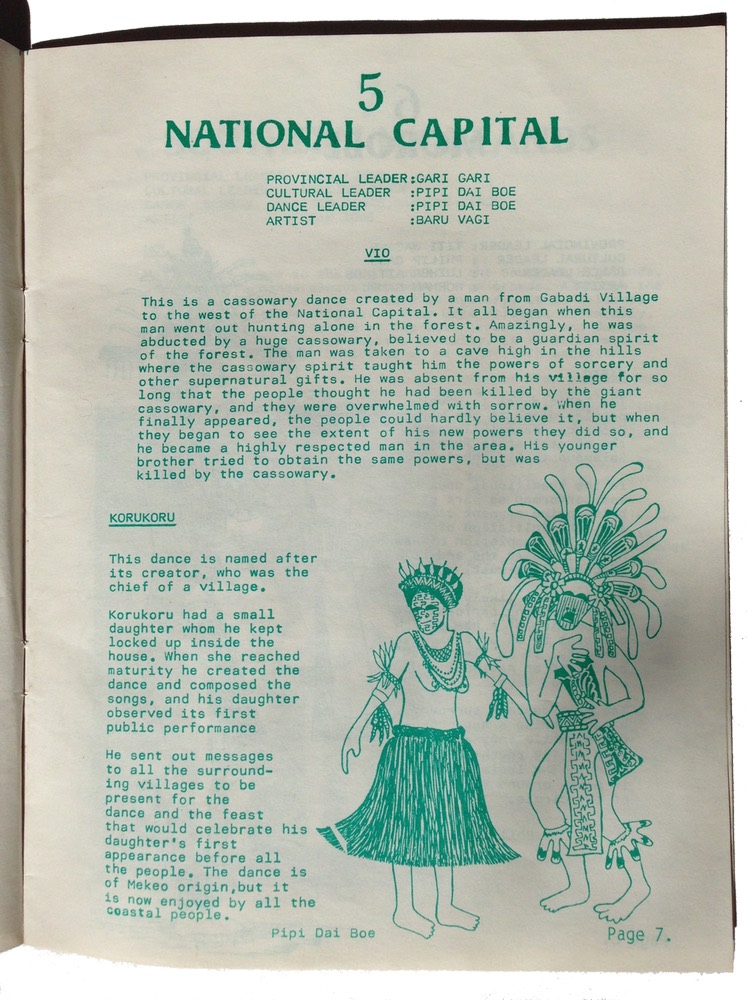 5
NATIONAL CAPITAL
PROVINCIAL LEADER:GARI GARI
CULTURAL LEADER :PIPI DAI BOE
DANCE LEADER :PIPI DAI BOE
ARTIST :BARU VAGI
VIO
This is a cassowary dance created by a man from Gabadi Village
to the west of the National Capital. It all began when this
man went out hunting alone in the forest. Amazingly, he was
abducted by a huge cassowary, believed to be a guardian spirit
of the forest. The man was taken to a cave high in the hills
where the cassowary spirit taught him the powers of sorcery and
other supernatural gifts. He was absent from his village for so
long that the people thought he had been killed by the giant
cassowary, and they were overwhelmed with sorrow. When he
finally appeared, the people could hardly believe it, but when
they began to see the extent of his new powers they did so, and
he became a highly respected man in the area. His younger
brother tried to obtain the same powers, but was
killed by the cassowary.
KORUKORU
This dance is named after
its creator, who was the
chief of a village.
Korukoru had a small
daughter whom he kept
locked up inside the
house. When she reached
maturity he created the
dance and composed the
songs, and his daughter
observed its first
public performance
He sent out messages
to all the surround-
ing villages to be
present for the
dance and the feast
that would celebrate his
daughter's first
appearance before all
the people. The dance is
of Mekeo origin,but it
is now enjoyed by all the
coastal people.
Pipi Dai Boe
Page 7.